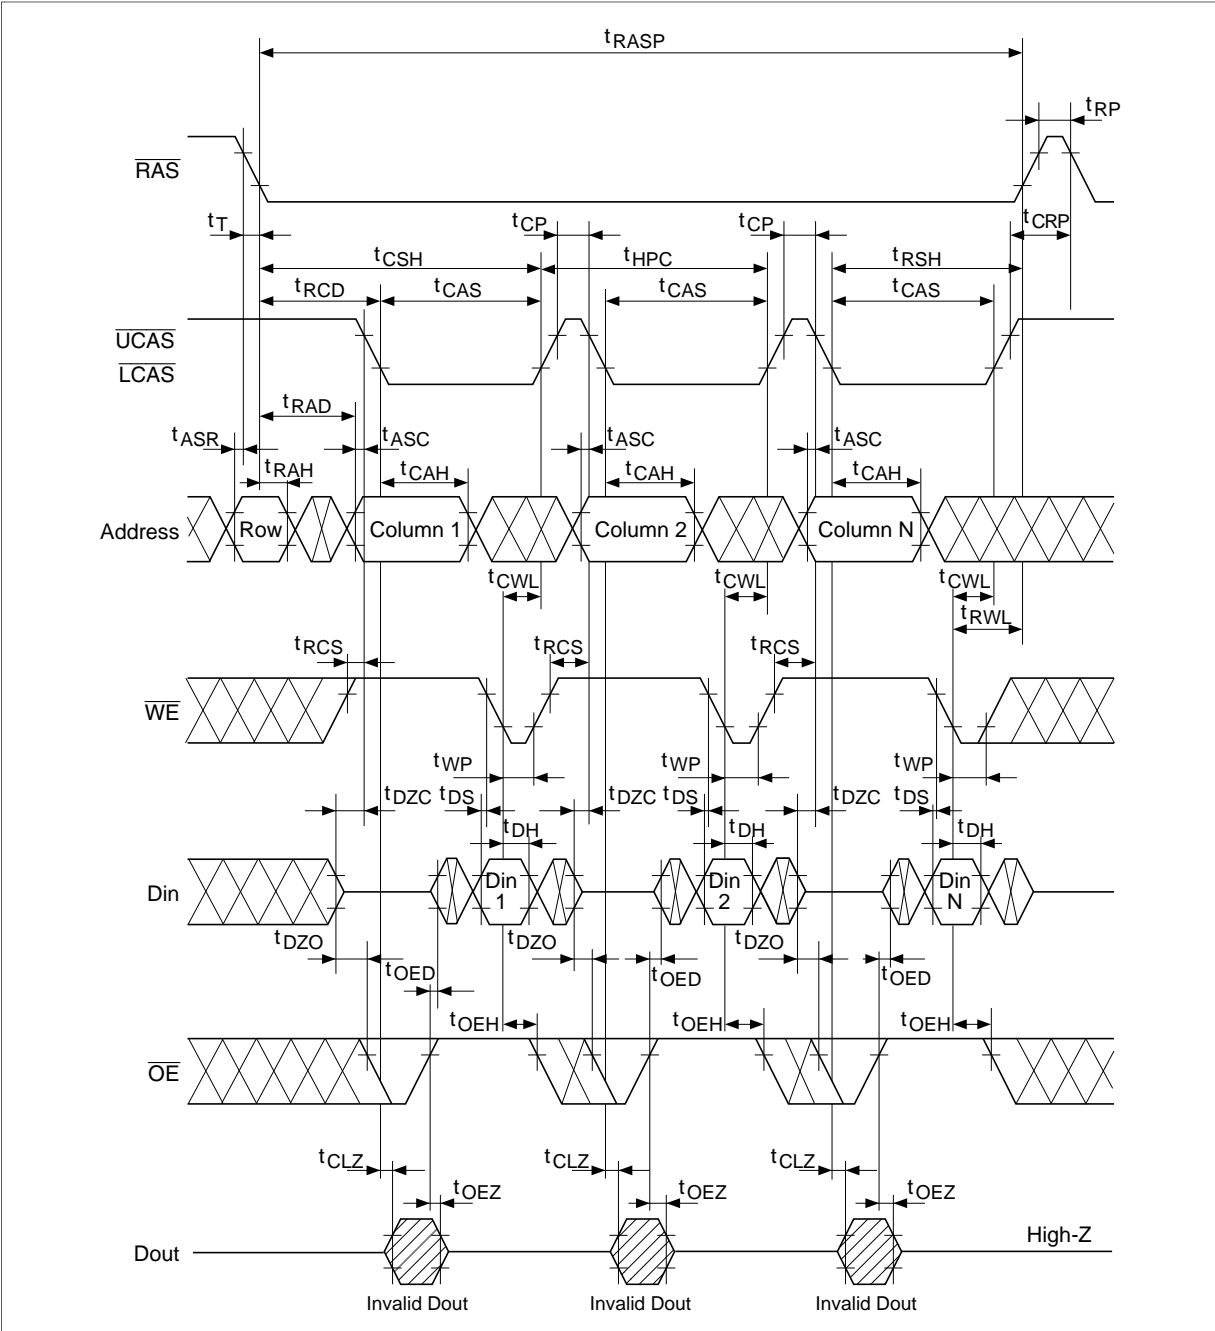 tRASP
tRP
RAS
tT
tCP
tCP
tCRP
tCSH
tHPC
tRSH
tRCD
tCAS
tCAS
tCAS
UCAS
LCAS
tRAD
tASR
tASC
tASC
tASC
tRAH
tCAH
tCAH
tCAH
Address
Row
Column 1
Column 2
Column N
tCWL
tCWL
tCWL
tRWL
tRCS
tRCS
tRCS
WE
tWP
tWP
tWP
tDZC
tDS
tDZC
tDS
tDZC
tDS
tDH
tDH
tDH
Din
Din 1
Din 2
Din N
tDZO
tDZO
tDZO
tOED
tOED
tOED
tOEH
tOEH
tOEH
OE
tCLZ
tCLZ
tCLZ
tOEZ
tOEZ
tOEZ
High-Z
Dout
Invalid Dout
Invalid Dout
Invalid Dout